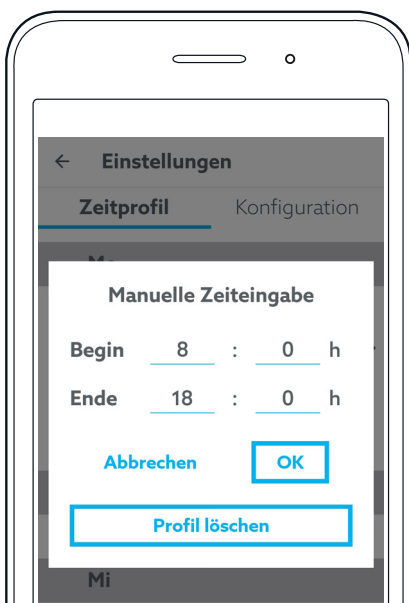 ← Einstellungen
Zeitprofil Konfiguration
Manuelle Zeiteingabe
Begin 8 : 0 h
Ende 18 : 0 h
Abbrechen OK
Profil löschen
Mi